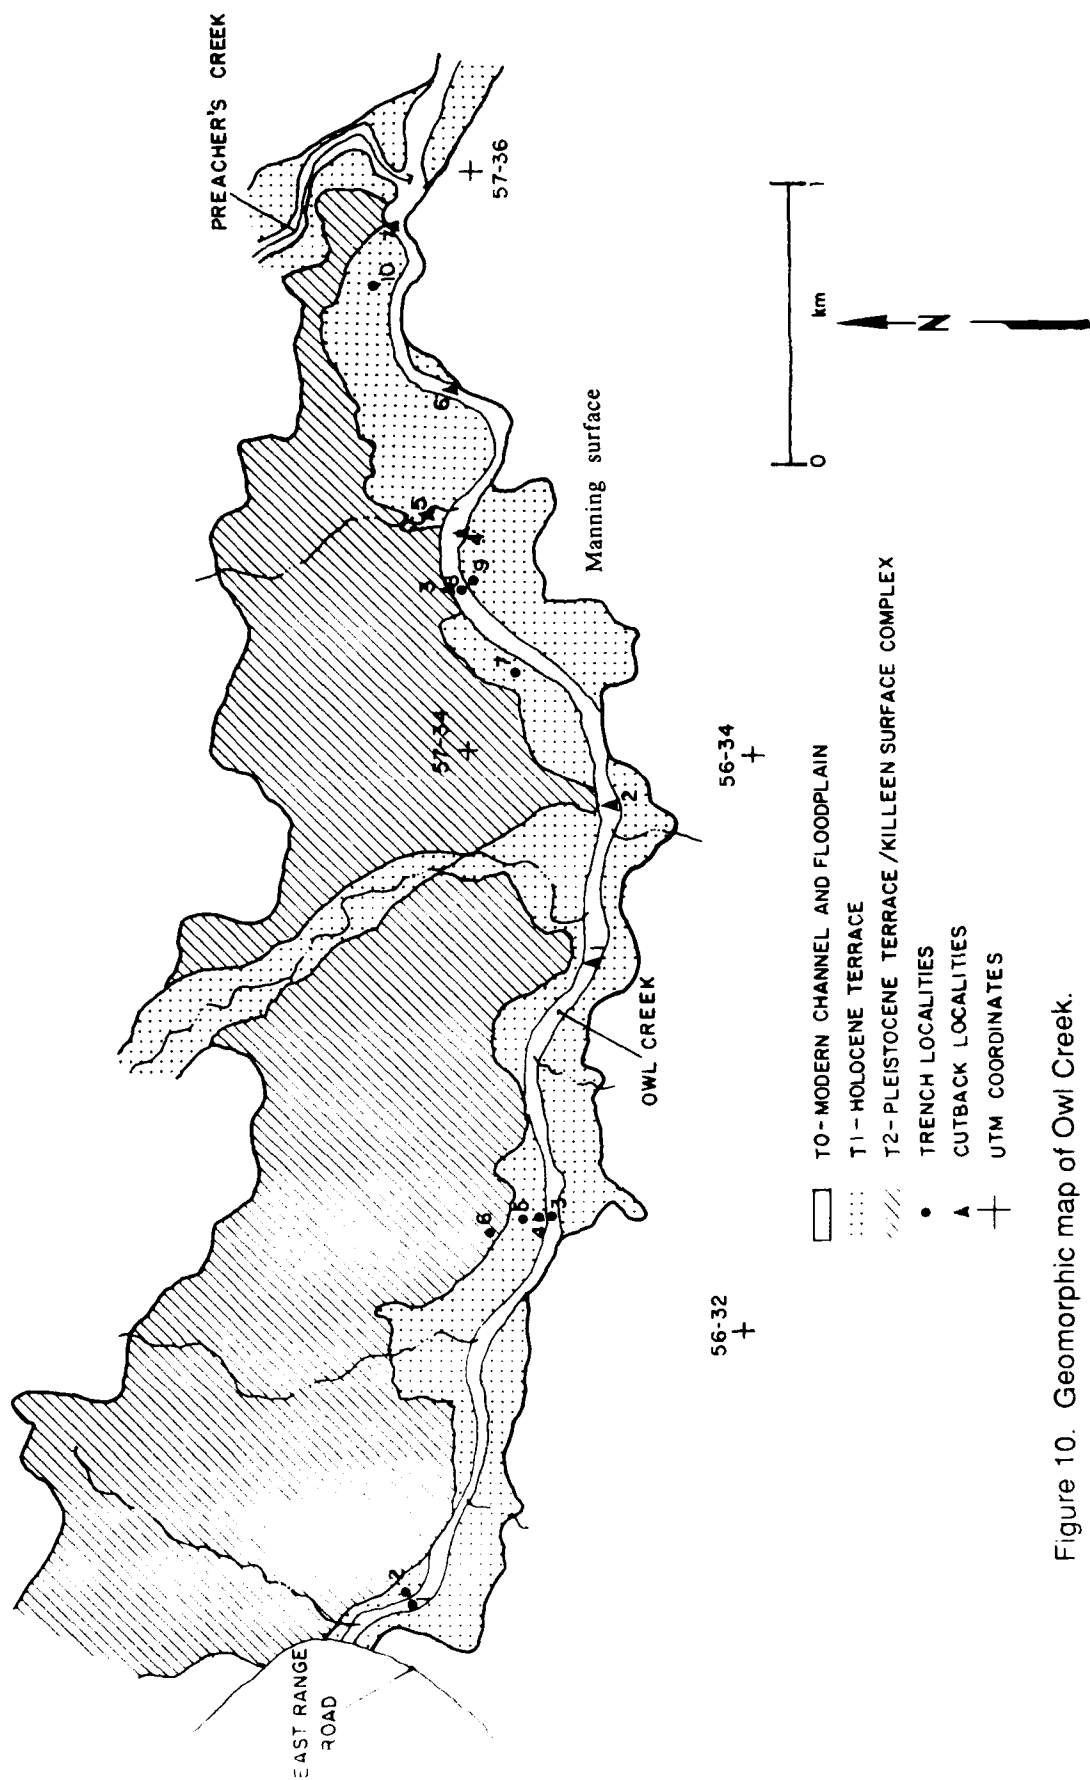 PREACHER'S CREEK
57-36
10
7
6
5
4
9
8
3
Manning surface
7
57-34
56-34
2
1
OWL CREEK
6
5
4
3
56-32
2
EAST RANGE
ROAD
0
km
1
N
T0-MODERN CHANNEL AND FLOODPLAIN
T1-HOLOCENE TERRACE
T2-PLEISTOCENE TERRACE/KILLEEN SURFACE COMPLEX
TRENCH LOCALITIES
CUTBACK LOCALITIES
UTM COORDINATES
Figure 10. Geomorphic map of Owl Creek.